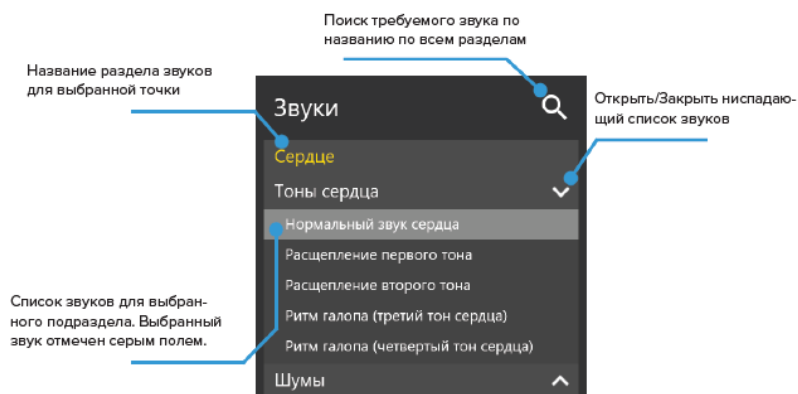 Поиск требуемого звука по
названию по всем разделам
Название раздела звуков
для выбранной точки
Звуки
Открыть/Закрыть ниспадаю-
щий список звуков
Сердце
Тоны сердца
Нормальный звук сердца
Расщепление первого тона
Расщепление второго тона
Список звуков для выбран-
ного подраздела. Выбранный
звук отмечен серым полем.
Ритм галопа (третий тон сердца)
Ритм галопа (четвертый тон сердца)
Шумы